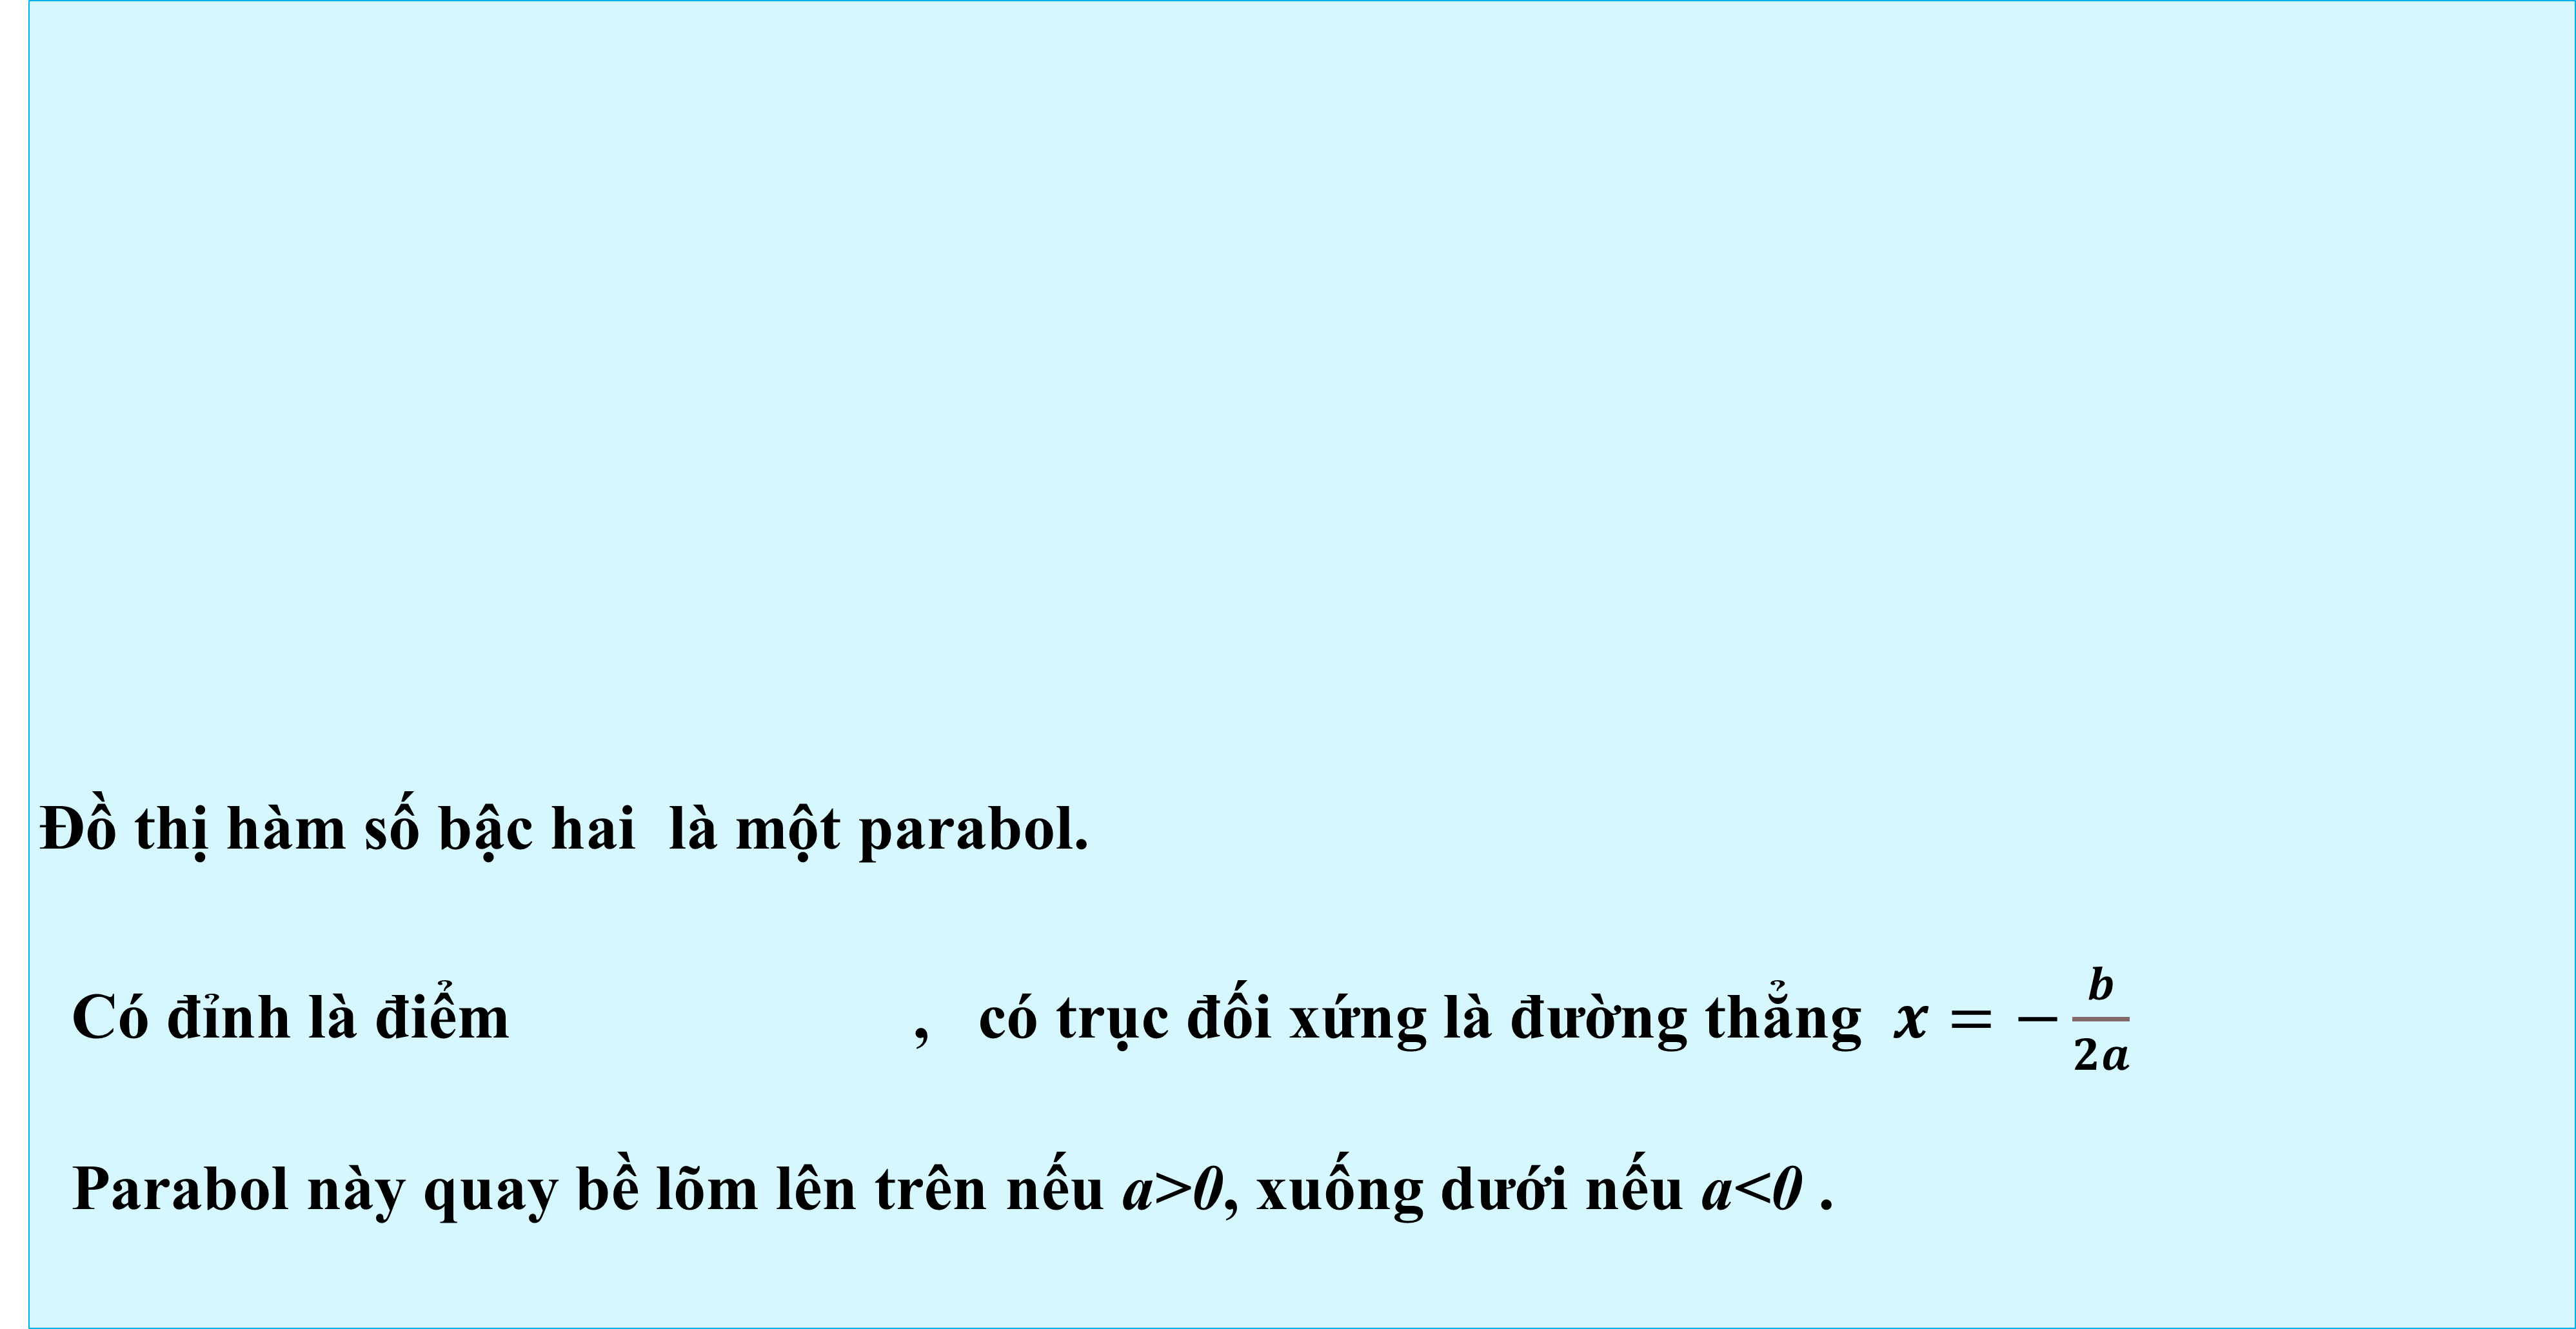 Đồ thị hàm số bậc hai  là một parabol.
Có đỉnh là điểm , có trục đối xứng là đường thẳng x = −b/2a
Parabol này quay bề lõm lên trên nếu a>0, xuống dưới nếu a<0 .